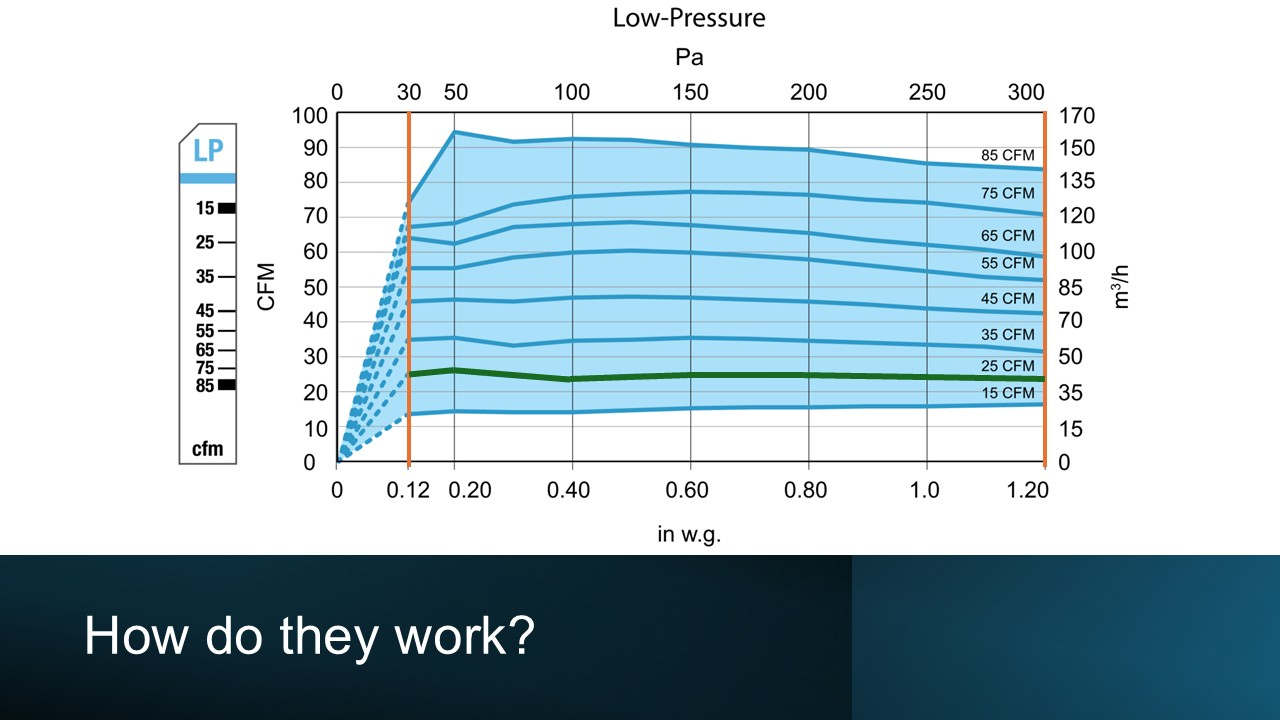 Low-Pressure
Pa
0 30 50 100 150 200 250 300
LP
15
25
35
45
55
65
75
85
cfm
CFM
100
90
80
70
60
50
40
30
20
10
0
85 CFM
75 CFM
65 CFM
55 CFM
45 CFM
35 CFM
25 CFM
15 CFM
170
150
135
120
100
85
70
50
35
15
0
m³/h
0 0.12 0.20 0.40 0.60 0.80 1.0 1.20
in w.g.
How do they work?